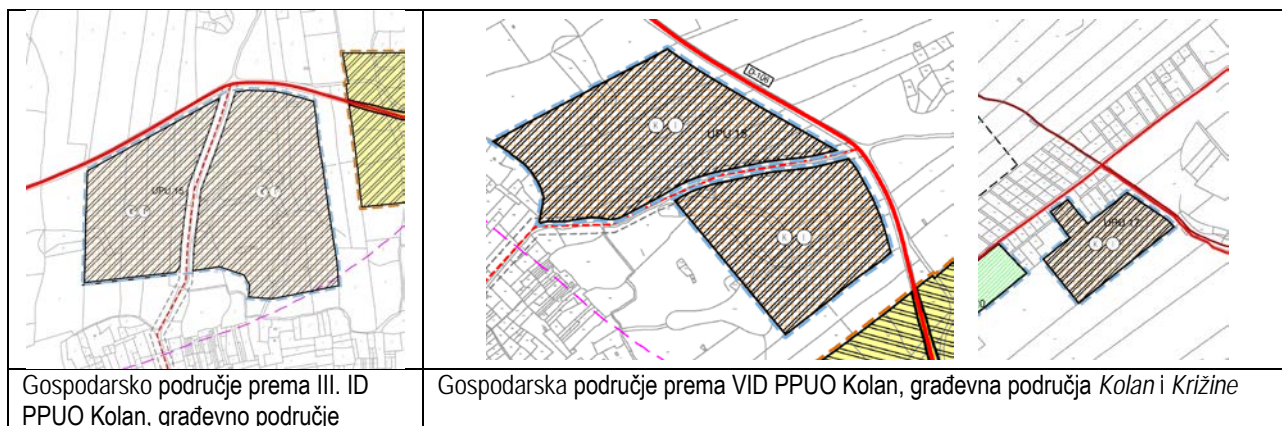 UPU 15
D-106
K I
UPU 15
K I
UPU 17
K I
Gospodarsko područje prema III. ID
PPUO Kolan, građevno područje
Gospodarska područje prema VID PPUO Kolan, građevna područja Kolan i Križine